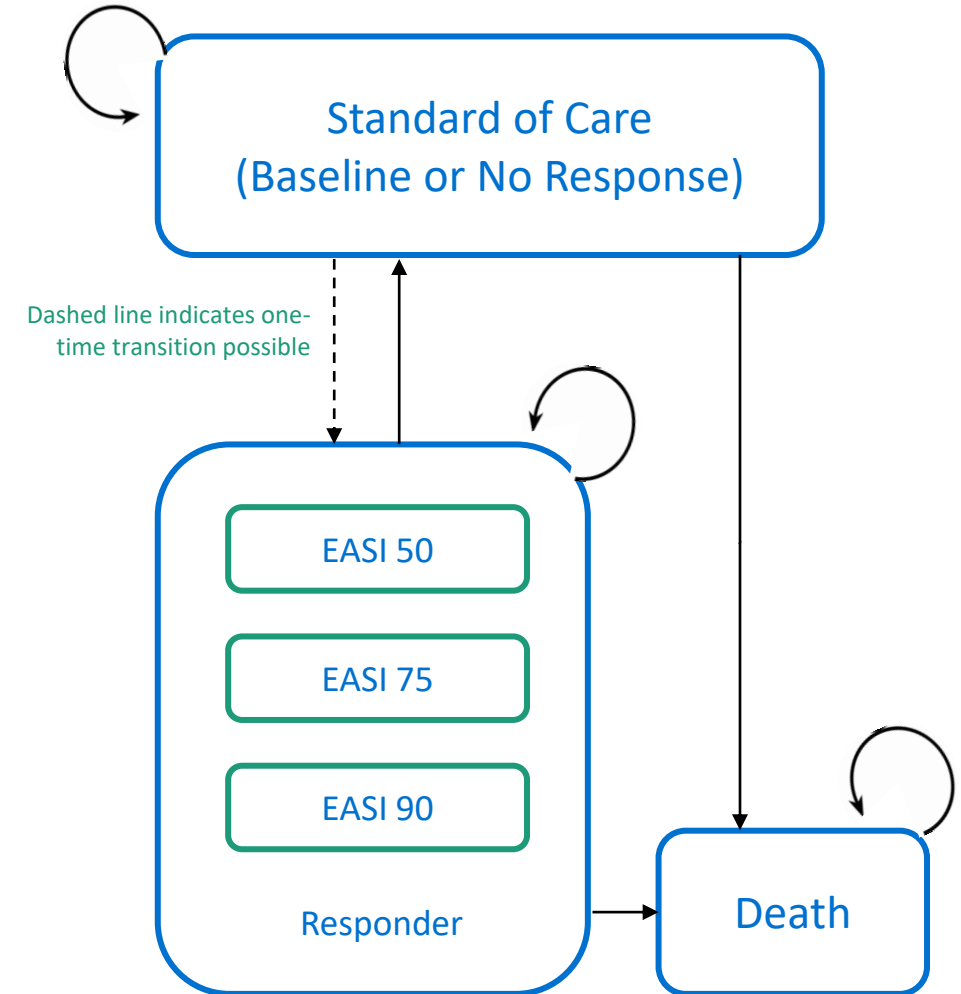 Standard of Care
(Baseline or No Response)
Dashed line indicates one-
time transition possible
EASI 50
EASI 75
EASI 90
Responder
Death